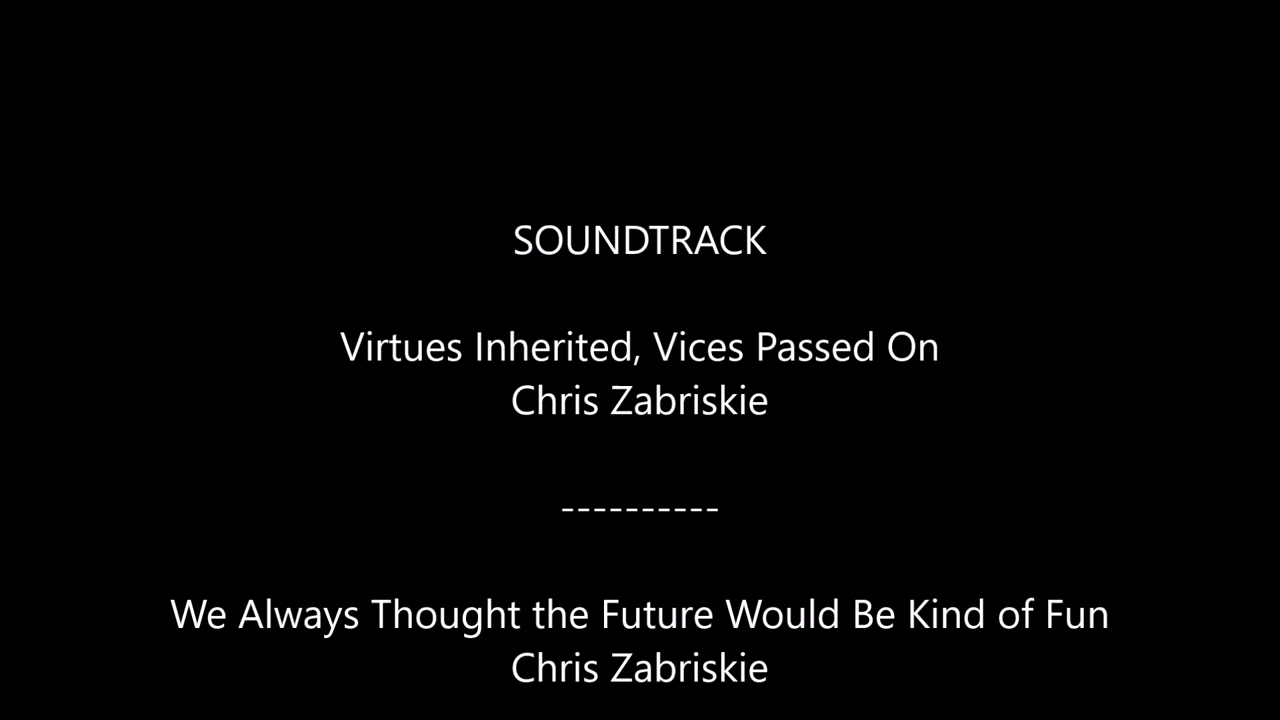 SOUNDTRACK
Virtues Inherited, Vices Passed On
Chris Zabriskie
----------
We Always Thought the Future Would Be Kind of Fun
Chris Zabriskie